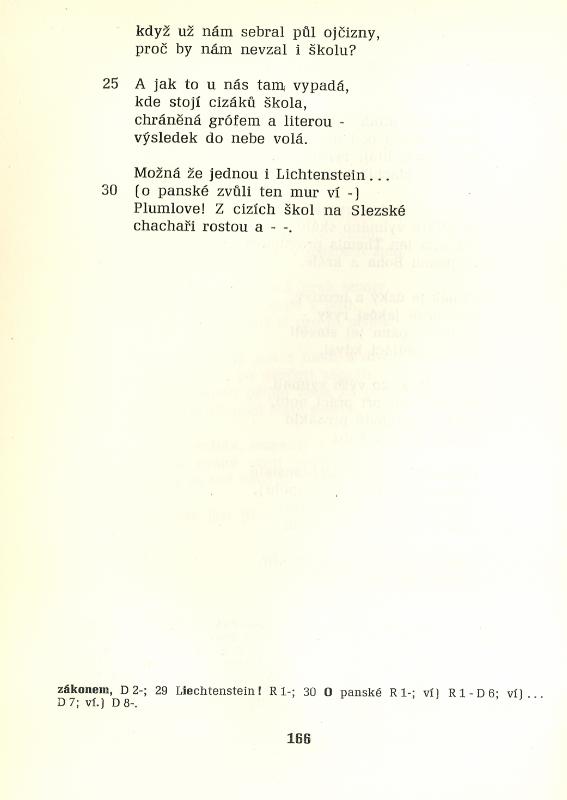 když už nám sebral půl ojčizny,
proč by nám nevzal i školu?
25 A jak to u nás tam, vypadá,
kde stojí cizáků škola,
chráněná grófem a literou -
výsledek do nebe volá.
Možná že jednou i Lichtenstein...
30 (o panské zvůli ten mur ví -)
Plumlove! Z cizích škol na Slezské
chachaři rostou a - -.
zákonem, D 2-; 29 Liechtenstein! R 1-; 30 O panské R 1-; ví) R 1 - D 6; ví)...
D 7; ví.) D 8-.
166